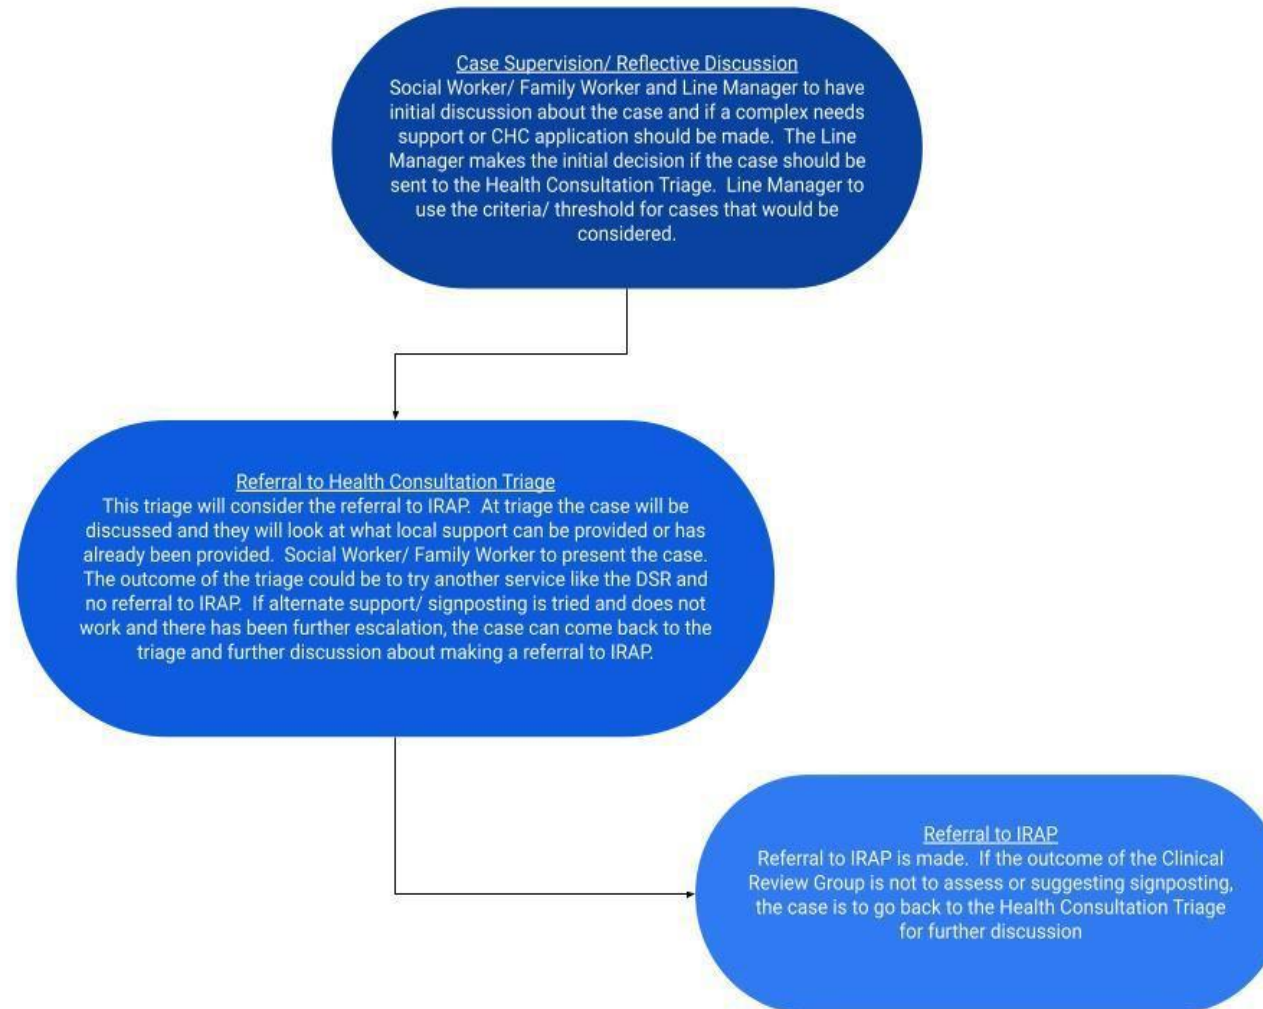 Case Supervision/ Reflective Discussion
Social Worker/ Family Worker and Line Manager to have
initial discussion about the case and if a complex needs
support or CHC application should be made.  The Line
Manager makes the initial decision if the case should be
sent to the Health Consultation Triage.  Line Manager to
use the criteria/ threshold for cases that would be
considered.
Referral to Health Consultation Triage
This triage will consider the referral to IRAP.  At triage the case will be
discussed and they will look at what local support can be provided or has
already been provided.  Social Worker/ Family Worker to present the case.
The outcome of the triage could be to try another service like the DSR and
no referral to IRAP.  If alternate support/ signposting is tried and does not
work and there has been further escalation, the case can come back to the
triage and further discussion about making a referral to IRAP.
Referral to IRAP
Referral to IRAP is made.  If the outcome of the Clinical
Review Group is not to assess or suggesting signposting,
the case is to go back to the Health Consultation Triage
for further discussion